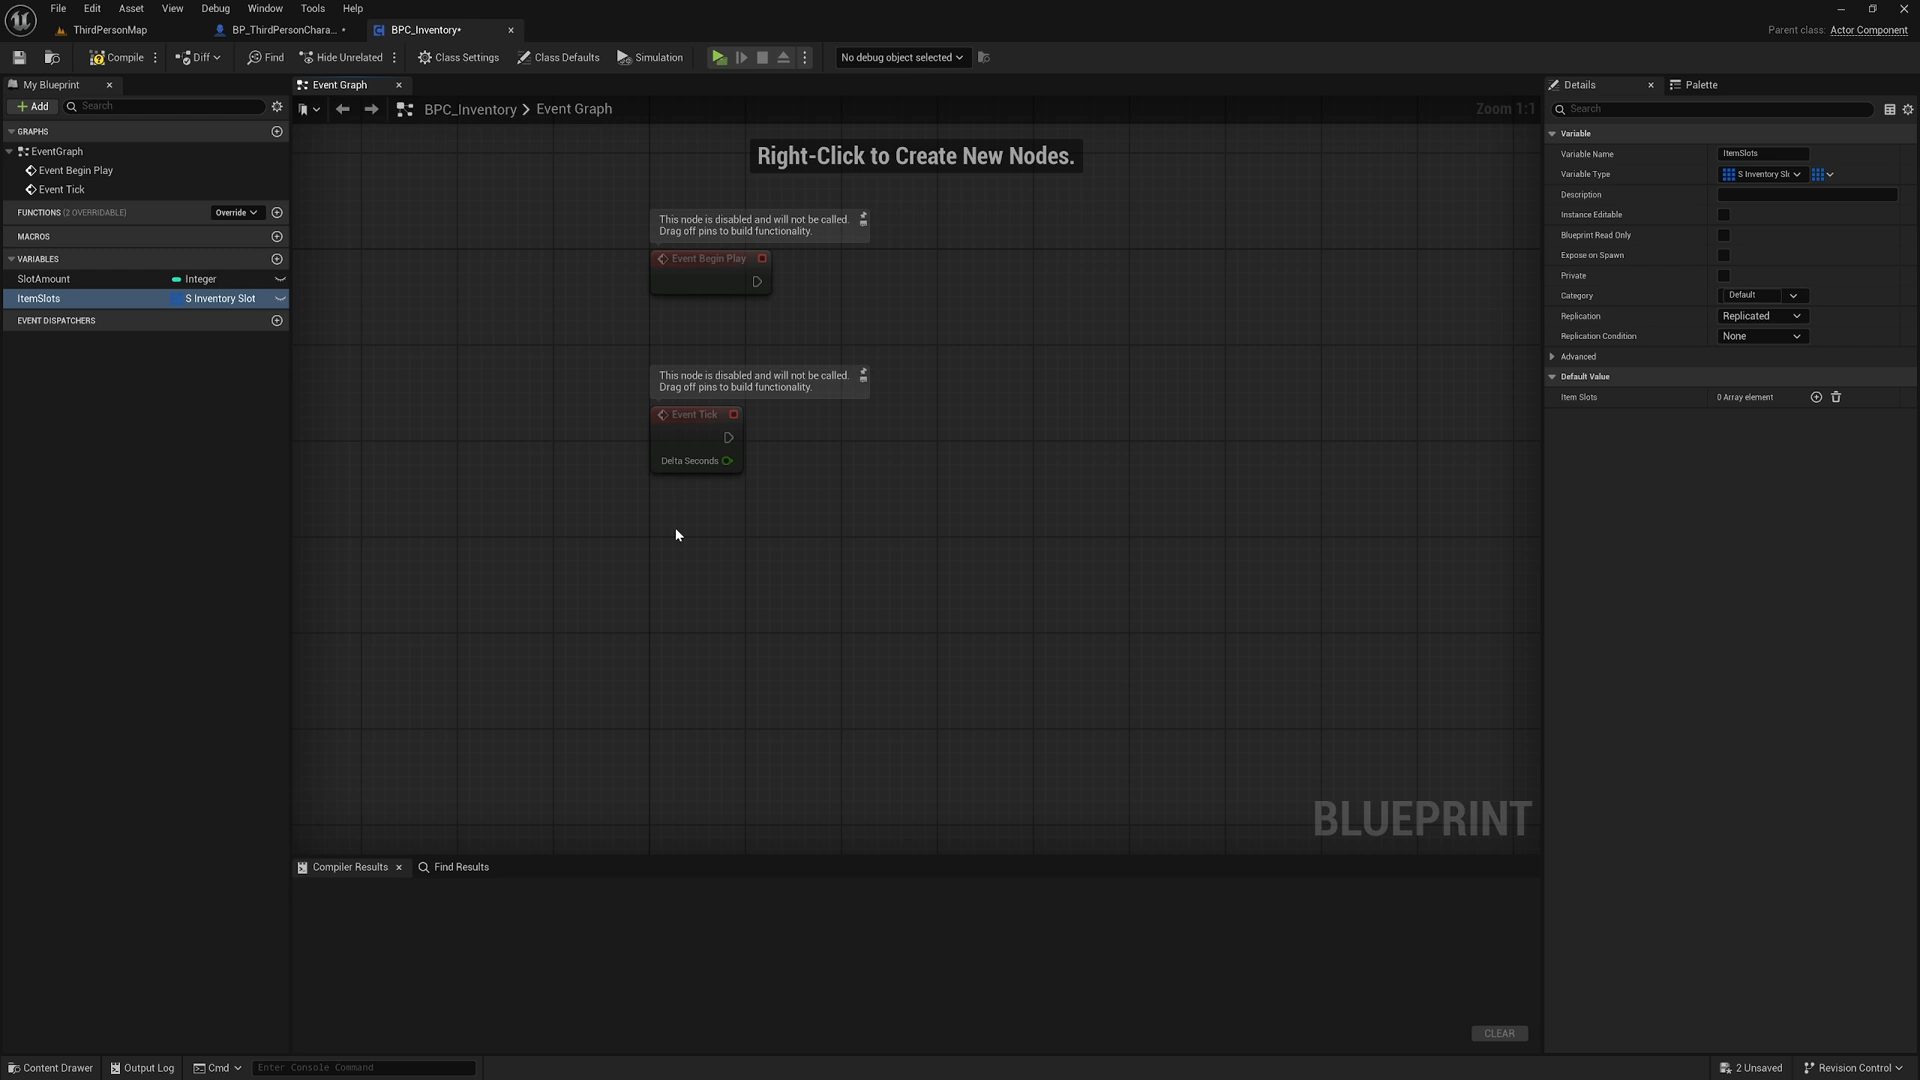 File Edit Asset View Debug Window Tools Help
ThirdPersonMap
BP_ThirdPersonChara... •
BPC_Inventory•
Parent class: Actor Component
Compile
Diff
Find
Hide Unrelated
Class Settings
Class Defaults
Simulation
No debug object selected
My Blueprint
Event Graph
Details
Palette
Add
Search
BPC_Inventory > Event Graph
Zoom 1:1
Search
GRAPHS
EventGraph
Event Begin Play
Event Tick
FUNCTIONS (2 OVERRIDABLE)
Override
MACROS
VARIABLES
SlotAmount Integer
ItemSlots S Inventory Slot
EVENT DISPATCHERS
Right-Click to Create New Nodes.
This node is disabled and will not be called.
Drag off pins to build functionality.
Event Begin Play
This node is disabled and will not be called.
Drag off pins to build functionality.
Event Tick
Delta Seconds
BLUEPRINT
Variable
Variable Name ItemSlots
Variable Type S Inventory Slo
Description
Instance Editable
Blueprint Read Only
Expose on Spawn
Private
Category Default
Replication Replicated
Replication Condition None
Advanced
Default Value
Item Slots 0 Array element
Compiler Results
Find Results
CLEAR
Content Drawer
Output Log
Cmd
Enter Console Command
2 Unsaved
Revision Control